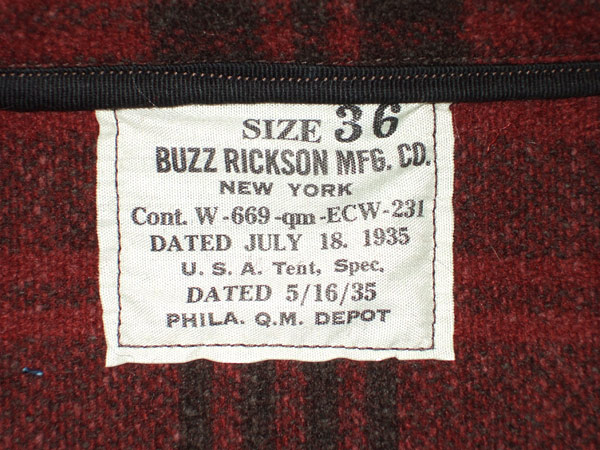 SIZE 36
BUZZ RICKSON MFG. CO.
NEW YORK
Cont. W-669-qm-ECW-231
DATED JULY 18. 1935
U. S. A. Tent, Spec.
DATED 5/16/35
PHILA. Q.M. DEPOT